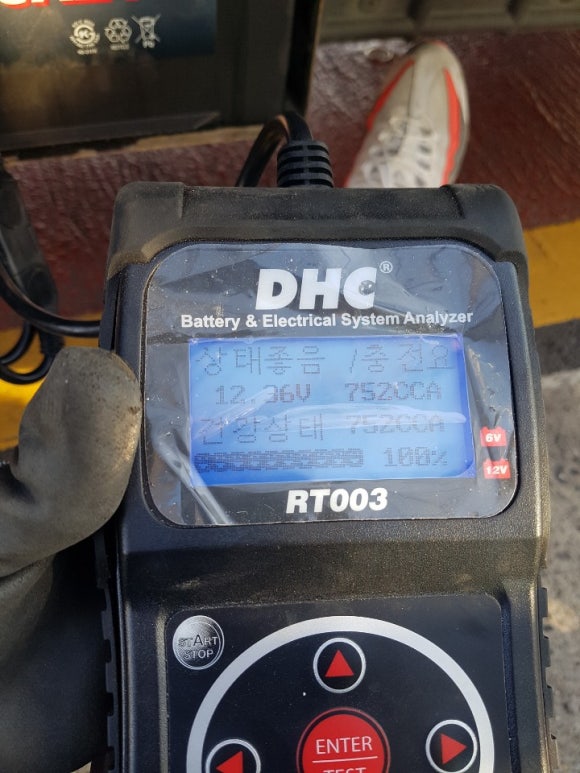 DHC®
Battery & Electrical System Analyzer
상태좋음 /충전요
12.36V 752CCA
건강상태 752CCA
100%
6V
12V
RT003
START
STOP
ENTER
TEST